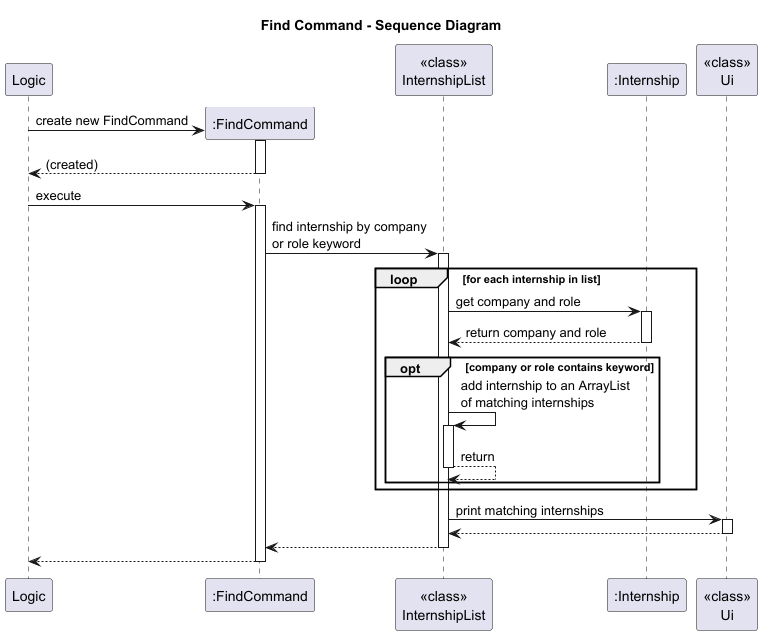 Find Command - Sequence Diagram
Logic
:FindCommand
«class»
InternshipList
:Internship
«class»
Ui
create new FindCommand
(created)
execute
find internship by company
or role keyword
loop
[for each internship in list]
get company and role
return company and role
opt
[company or role contains keyword]
add internship to an ArrayList
of matching internships
return
print matching internships
Logic
:FindCommand
«class»
InternshipList
:Internship
«class»
Ui